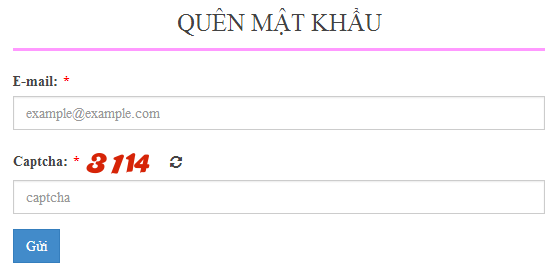 QUÊN MẬT KHẨU
E-mail: *
example@example.com
Captcha: * 3114
captcha
Gửi